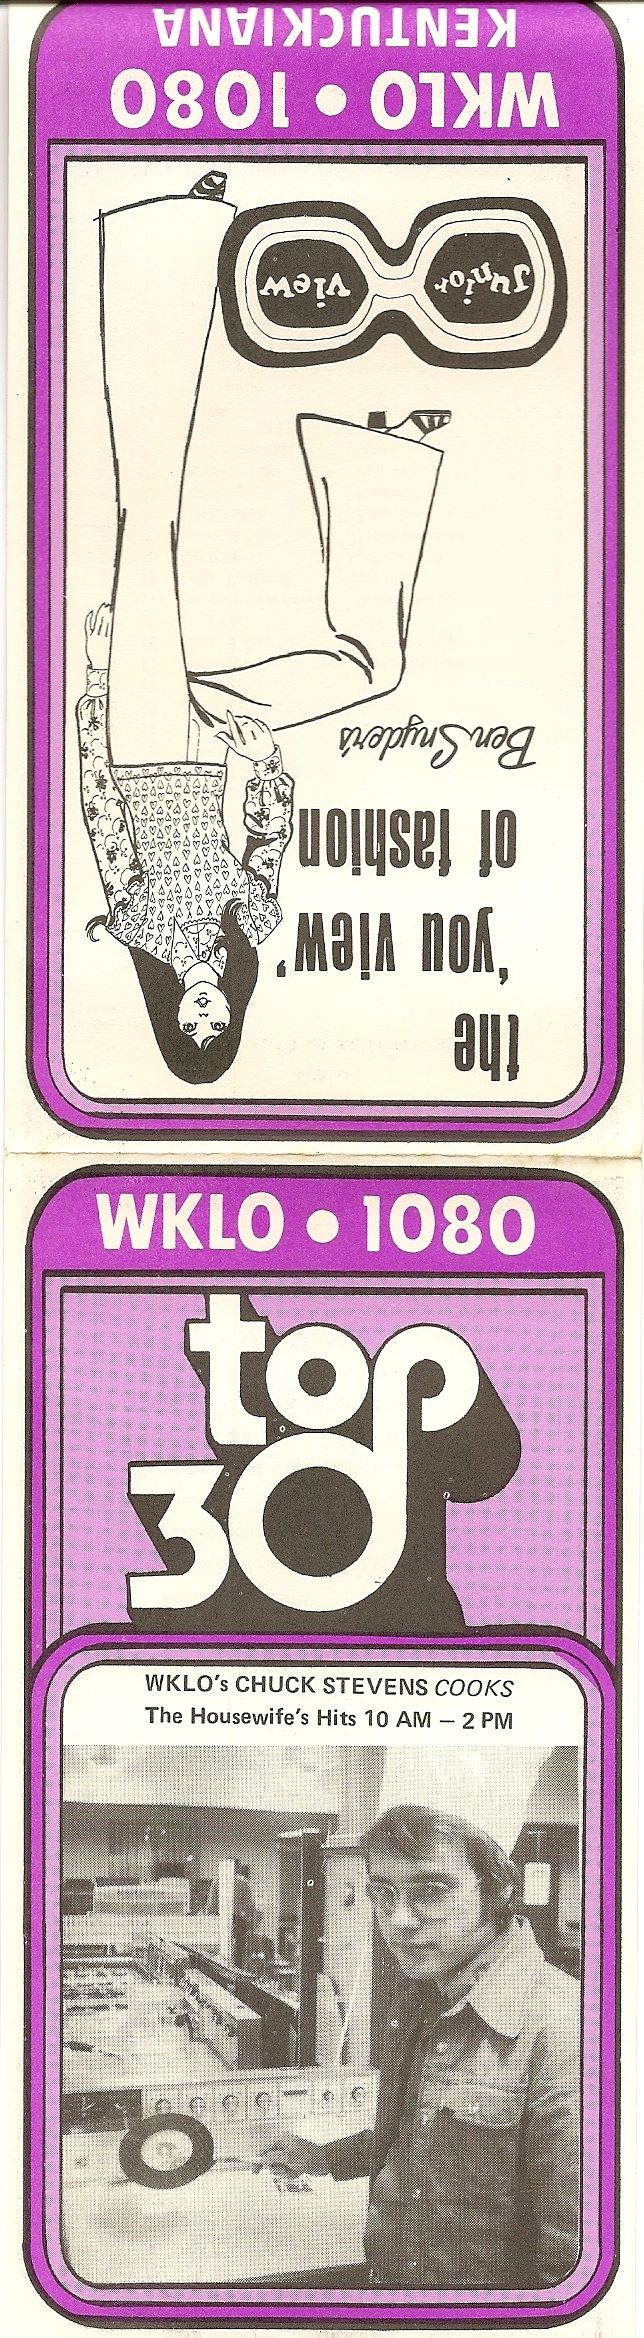 WKLO • 1080
KENTUCKIANA
Junior
view
the
'you view'
of fashion
Ben Snyder's
WKLO • 1080
top
30
WKLO's CHUCK STEVENS COOKS
The Housewife's Hits 10 AM – 2 PM